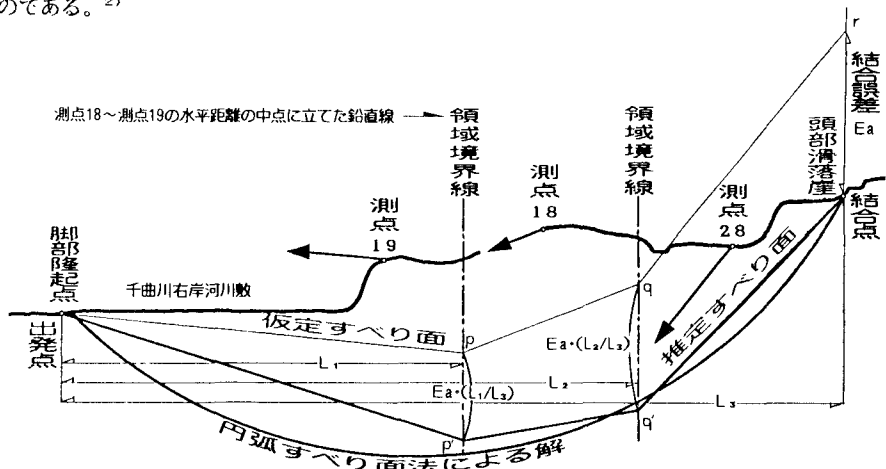 のである。²⁾
r
結合誤差
Ea
測点18～測点19の水平距離の中点に立てた鉛直線
領域境界線
領域境界線
頭部滑落崖
測点
18
測点
19
測点
28
結合点
脚部隆起点
千曲川右岸河川敷
出発点
仮定すべり面
推定すべり面
p
q
Ea・(L₂/L₃)
L₁
L₂
Ea・(L₁/L₃)
L₃
p'
q'
円弧すべり面法による解